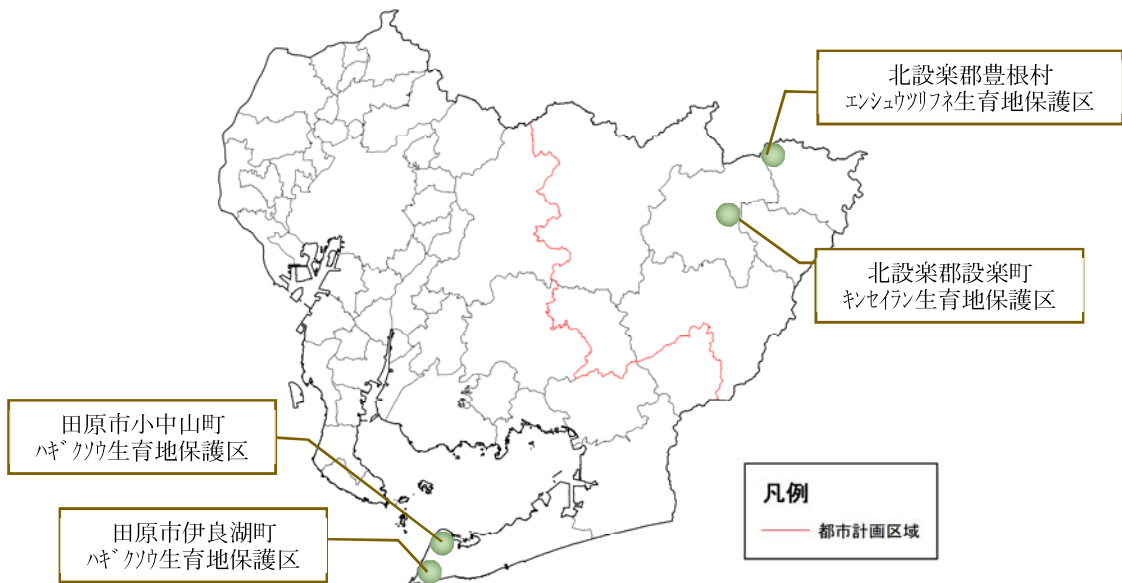 北設楽郡豊根村
ｴﾝｼｭｳﾂﾘﾌﾈ生育地保護区
北設楽郡設楽町
ｷﾝｾｲﾗﾝ生育地保護区
田原市小中山町
ﾊｷﾞｸｿｳ生育地保護区
田原市伊良湖町
ﾊｷﾞｸｿｳ生育地保護区
凡例
都市計画区域